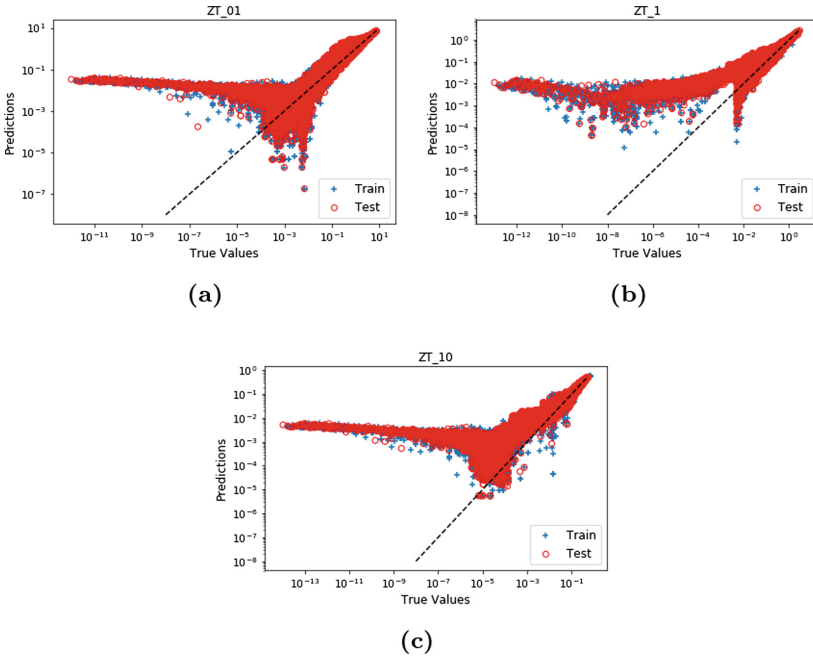 ZT_01
10^1
10^-1
10^-3
10^-5
10^-7
Predictions
Train
Test
10^-11 10^-9 10^-7 10^-5 10^-3 10^-1 10^1
True Values
(a)
ZT_1
10^0
10^-1
10^-2
10^-3
10^-4
10^-5
10^-6
10^-7
10^-8
Predictions
Train
Test
10^-12 10^-10 10^-8 10^-6 10^-4 10^-2 10^0
True Values
(b)
ZT_10
10^0
10^-1
10^-2
10^-3
10^-4
10^-5
10^-6
10^-7
10^-8
Predictions
Train
Test
10^-13 10^-11 10^-9 10^-7 10^-5 10^-3 10^-1
True Values
(c)